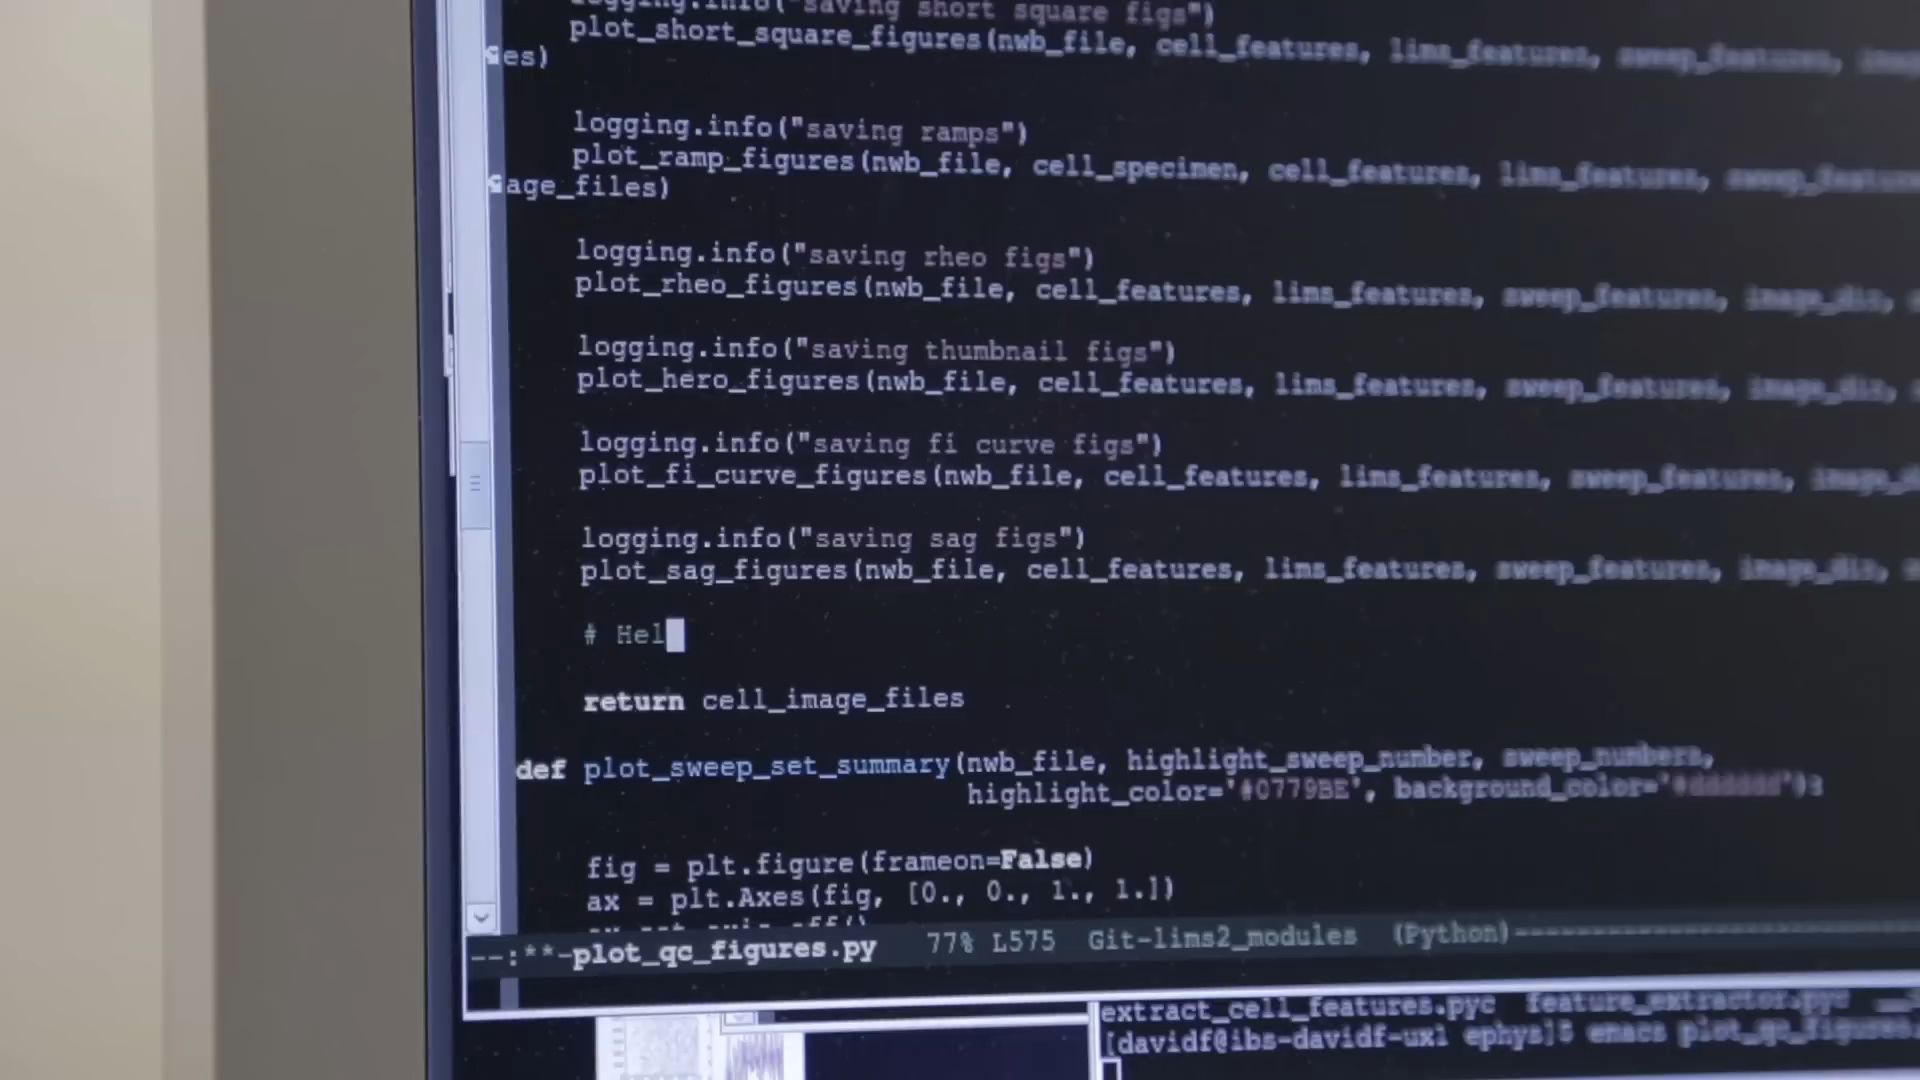 logging.info("saving short square figs")
plot_short_square_figures(nwb_file, cell_features, lims_features, sweep_features,
es)
logging.info("saving ramps")
plot_ramp_figures(nwb_file, cell_specimen, cell_features, lims_features,
age_files)
logging.info("saving rheo figs")
plot_rheo_figures(nwb_file, cell_features, lims_features, sweep_features, image_dir,
logging.info("saving thumbnail figs")
plot_hero_figures(nwb_file, cell_features, lims_features, sweep_features, image_dir,
logging.info("saving fi curve figs")
plot_fi_curve_figures(nwb_file, cell_features, lims_features, sweep_features,
logging.info("saving sag figs")
plot_sag_figures(nwb_file, cell_features, lims_features, sweep_features, image_dir,
# Hel
return cell_image_files
def plot_sweep_set_summary(nwb_file, highlight_sweep_number, sweep_numbers,
highlight_color='#0779BE', background_color='#dddddd'):
fig = plt.figure(frameon=False)
ax = plt.Axes(fig, [0., 0., 1., 1.])
--:**-plot_qc_figures.py 77% L575 Git-lims2_modules (Python)
extract_cell_features.pyc feature_extractor.pyc
[davidf@ibs-davidf-ux1 ephys]$ emacs plot_qc_figures.